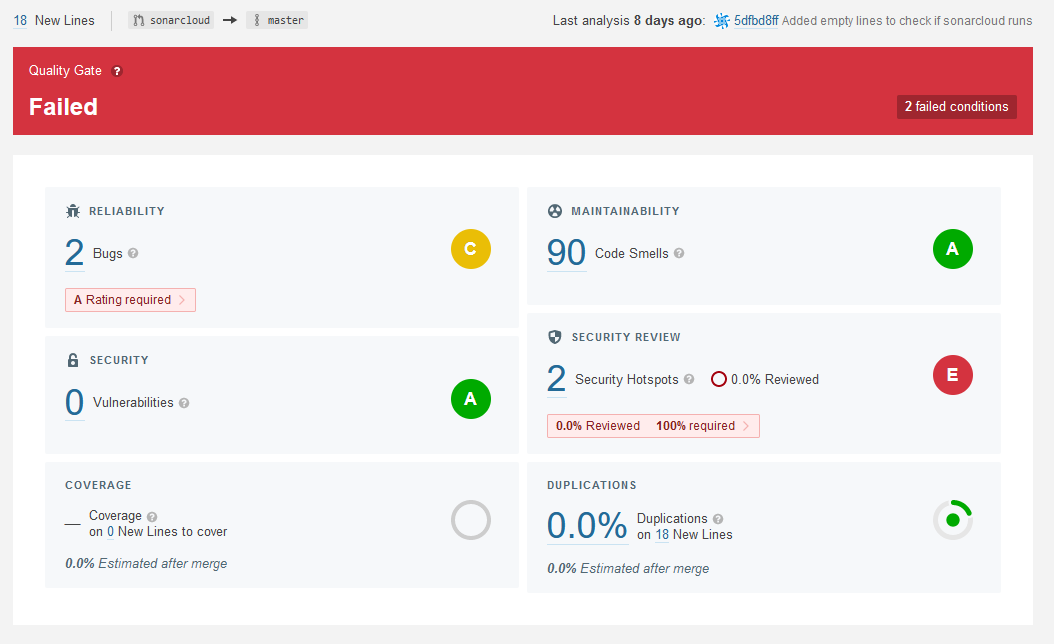 18 New Lines sonarcloud master Last analysis 8 days ago: 5dfbd8ff Added empty lines to check if sonarcloud runs
Quality Gate ?
Failed
2 failed conditions
RELIABILITY
2 Bugs ?
C
A Rating required
MAINTAINABILITY
90 Code Smells ?
A
SECURITY
0 Vulnerabilities ?
A
SECURITY REVIEW
2 Security Hotspots ? 0.0% Reviewed
E
0.0% Reviewed 100% required
COVERAGE
— Coverage ?
on 0 New Lines to cover
0.0% Estimated after merge
DUPLICATIONS
0.0% Duplications ?
on 18 New Lines
0.0% Estimated after merge